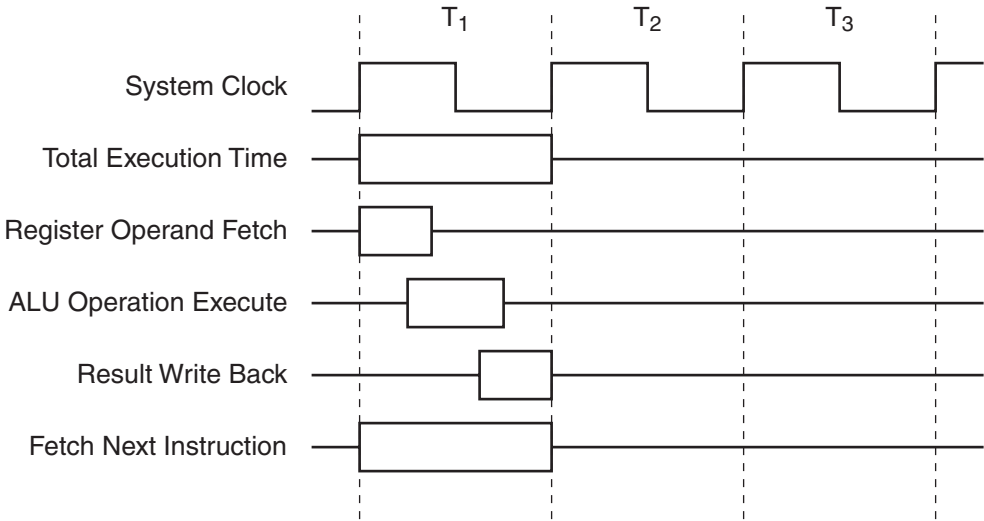 T₁ T₂ T₃
System Clock
Total Execution Time
Register Operand Fetch
ALU Operation Execute
Result Write Back
Fetch Next Instruction